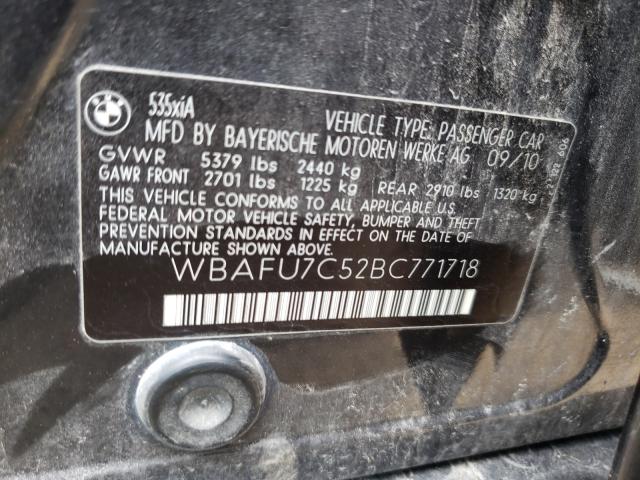 BMW
535xiA
VEHICLE TYPE: PASSENGER CAR
MFD BY BAYERISCHE MOTOREN WERKE AG 09/10
GVWR 5379 lbs 2440 kg
GAWR FRONT 2701 lbs 1225 kg REAR 2910 lbs 1320 kg
THIS VEHICLE CONFORMS TO ALL APPLICABLE U.S.
FEDERAL MOTOR VEHICLE SAFETY, BUMPER AND THEFT
PREVENTION STANDARDS IN EFFECT ON THE DATE OF
MANUFACTURE SHOWN ABOVE.
WBAFU7C52BC771718